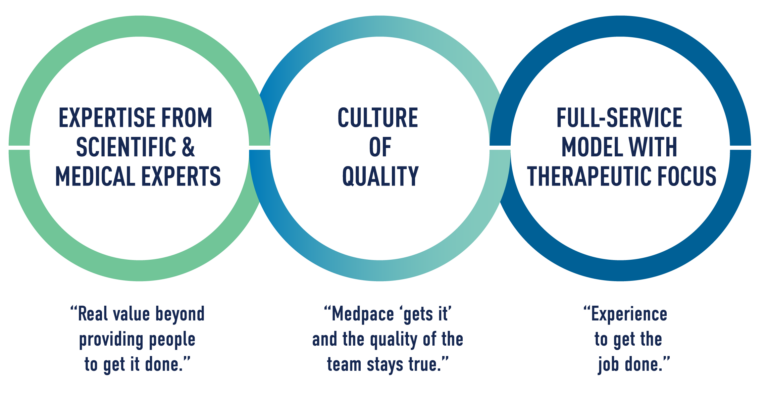 EXPERTISE FROM
SCIENTIFIC &
MEDICAL EXPERTS
CULTURE
OF
QUALITY
FULL-SERVICE
MODEL WITH
THERAPEUTIC FOCUS
“Real value beyond
providing people
to get it done.”
“Medpace ‘gets it’
and the quality of the
team stays true.”
“Experience
to get the
job done.”